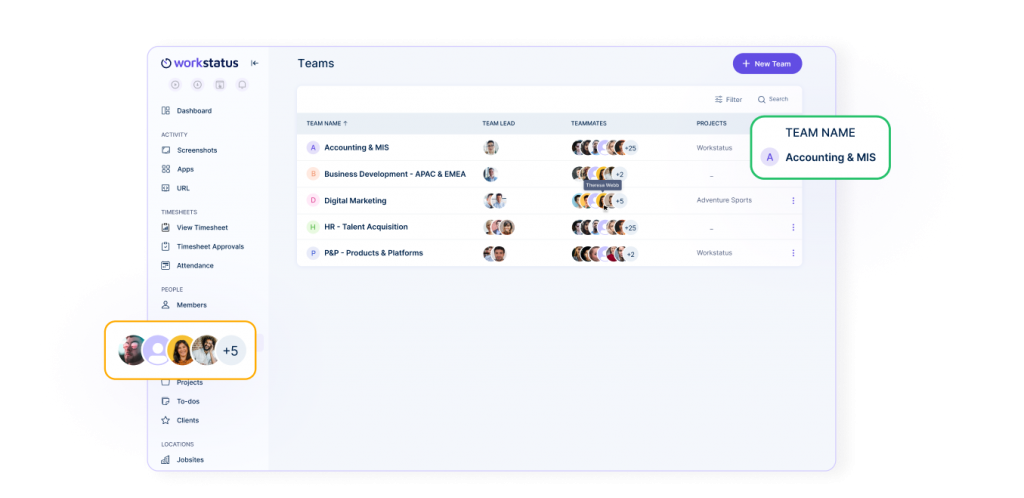 workstatus
Teams
+ New Team
Dashboard
Filter
Search
ACTIVITY
TEAM NAME ↑ TEAM LEAD TEAMMATES PROJECTS
TEAM NAME
A Accounting & MIS
Screenshots
A Accounting & MIS +25 Workstatus
Apps
B Business Development - APAC & EMEA +2 _
URL
Theresa Webb
D Digital Marketing +5 Adventure Sports
TIMESHEETS
View Timesheet
H HR - Talent Acquisition +25 _
Timesheet Approvals
P P&P - Products & Platforms +2 Workstatus
Attendance
PEOPLE
Members
+5
Projects
To-dos
Clients
LOCATIONS
Jobsites